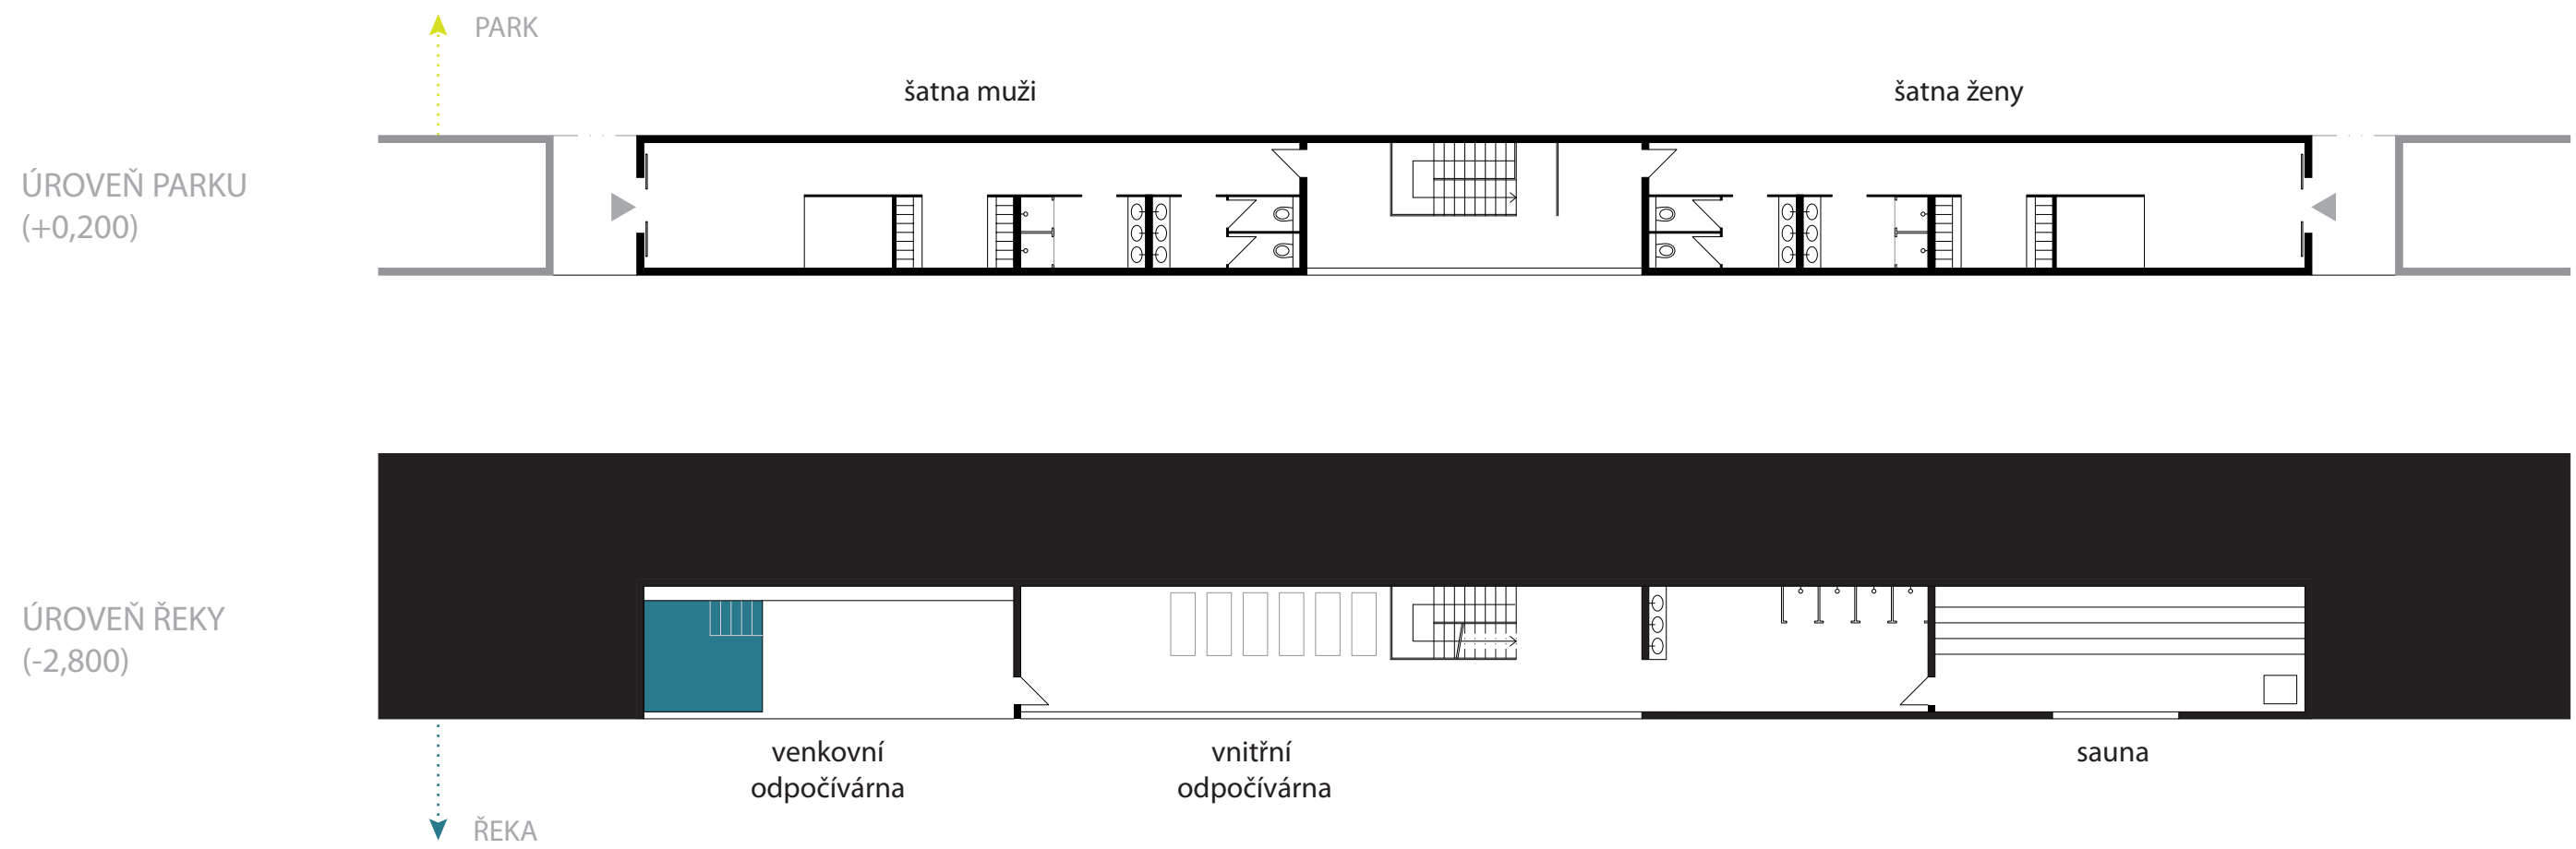 PARK
šatna muži
šatna ženy
ÚROVEŇ PARKU
(+0,200)
ÚROVEŇ ŘEKY
(-2,800)
venkovní
odpočívárna
vnitřní
odpočívárna
sauna
ŘEKA